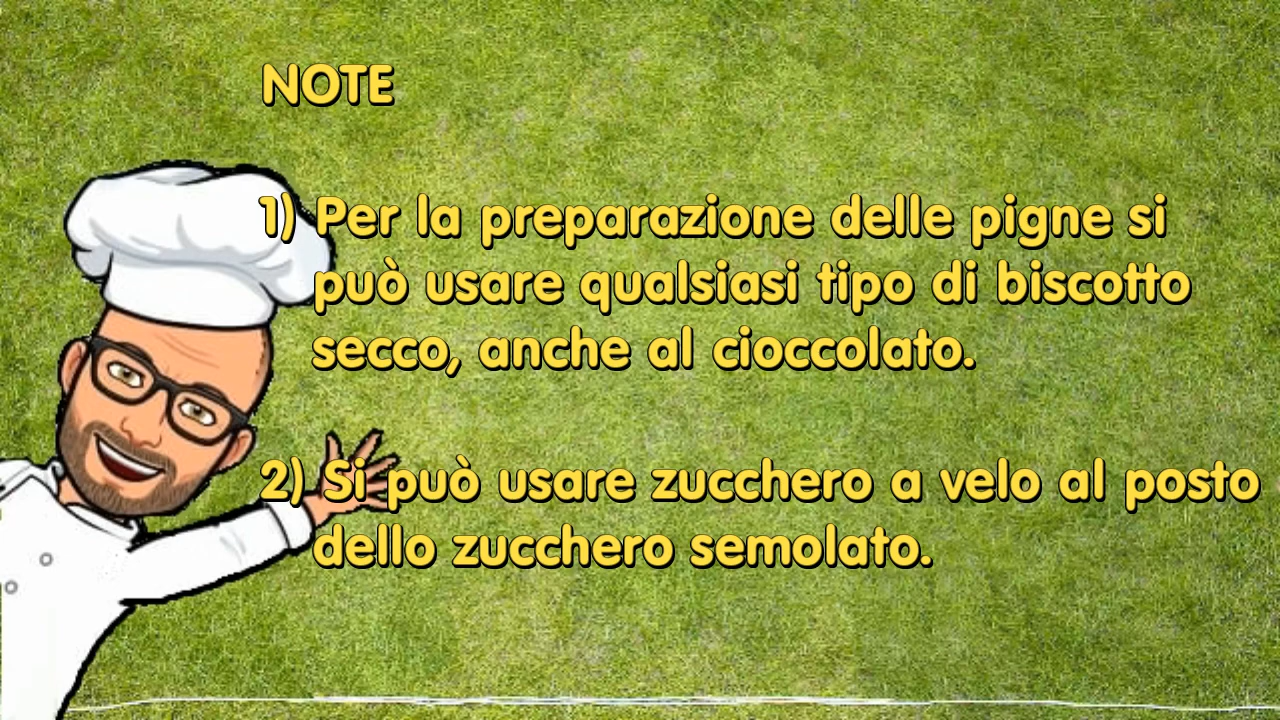 NOTE
1) Per la preparazione delle pigne si
può usare qualsiasi tipo di biscotto
secco, anche al cioccolato.
2) Si può usare zucchero a velo al posto
dello zucchero semolato.